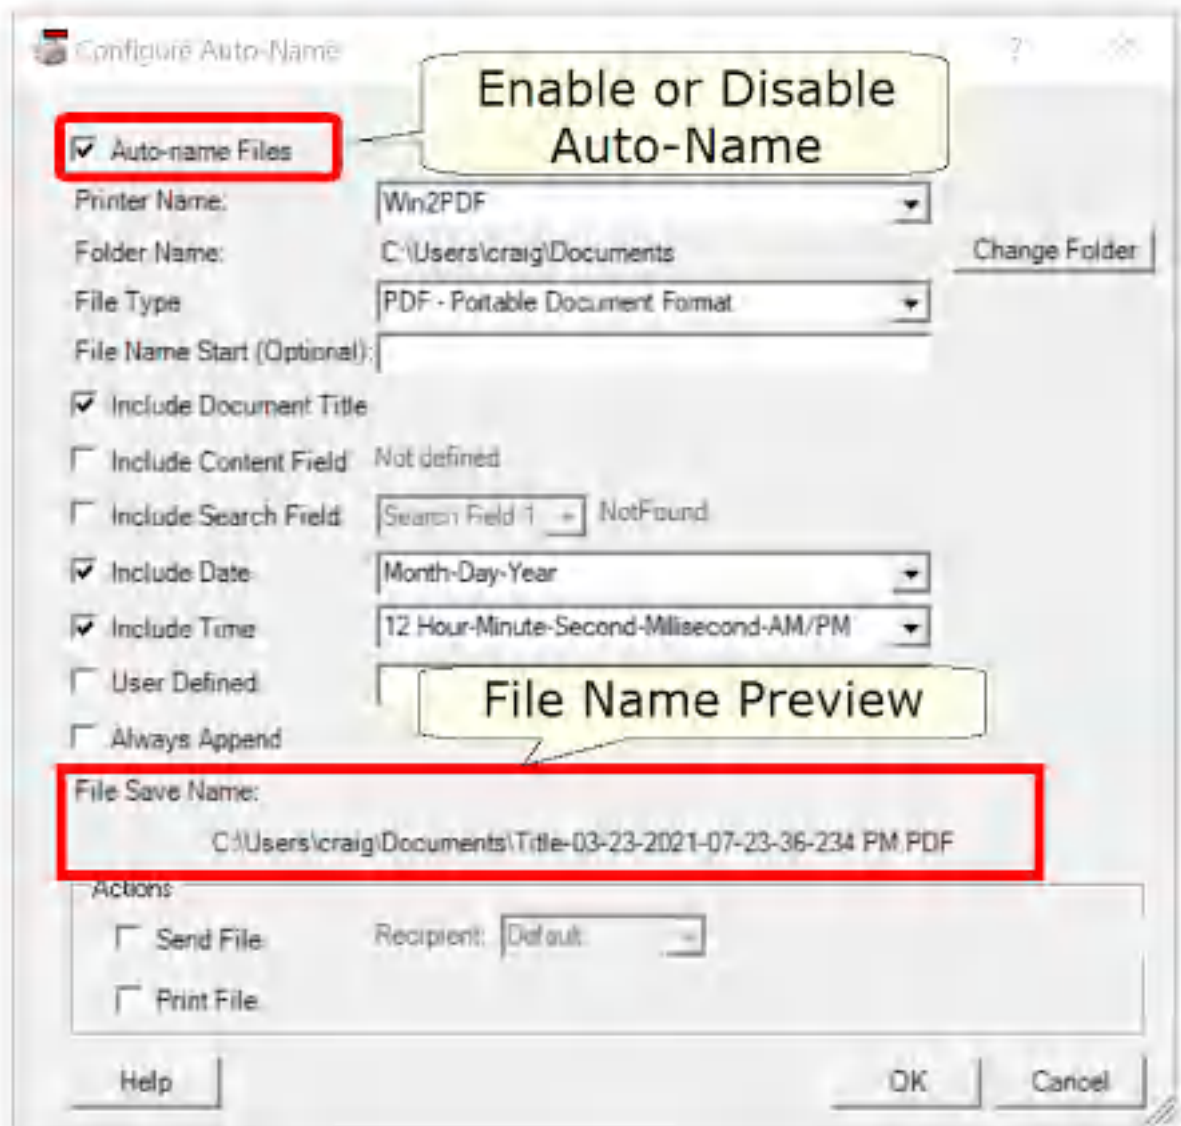 Configure Auto-Name
?
Enable or Disable
Auto-Name
Auto-name Files
Printer Name: Win2PDF
Folder Name: C:\Users\craig\Documents Change Folder
File Type PDF - Portable Document Format
File Name Start (Optional):
Include Document Title
Include Content Field Not defined
Include Search Field Search Field 1 NotFound
Include Date Month-Day-Year
Include Time 12 Hour-Minute-Second-Millisecond-AM/PM
User Defined
File Name Preview
Always Append
File Save Name:
C:\Users\craig\Documents\Title-03-23-2021-07-23-36-234 PM.PDF
Actions
Send File Recipient: Default
Print File
Help OK Cancel